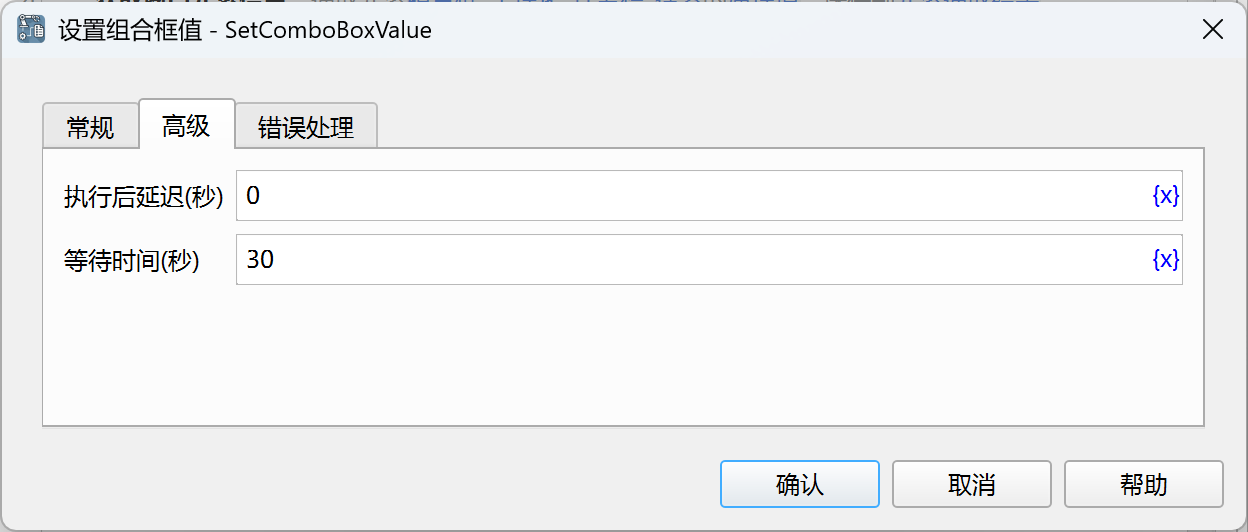 设置组合框值 - SetComboBoxValue
常规 高级 错误处理
执行后延迟(秒) 0 {x}
等待时间(秒) 30 {x}
确认 取消 帮助